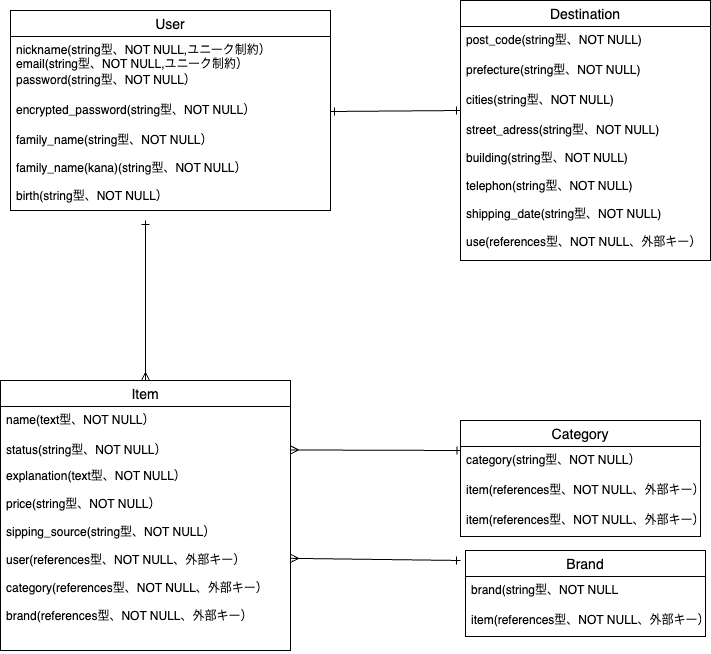 User
nickname(string型、NOT NULL,ユニーク制約）
email(string型、NOT NULL,ユニーク制約）
password(string型、NOT NULL）
encrypted_password(string型、NOT NULL）
family_name(string型、NOT NULL）
family_name(kana)(string型、NOT NULL）
birth(string型、NOT NULL）
Destination
post_code(string型、NOT NULL)
prefecture(string型、NOT NULL)
cities(string型、NOT NULL)
street_adress(string型、NOT NULL)
building(string型、NOT NULL)
telephon(string型、NOT NULL)
shipping_date(string型、NOT NULL)
use(references型、NOT NULL、外部キー）
Item
name(text型、NOT NULL）
status(string型、NOT NULL）
explanation(text型、NOT NULL）
price(string型、NOT NULL）
sipping_source(string型、NOT NULL）
user(references型、NOT NULL、外部キー）
category(references型、NOT NULL、外部キー）
brand(references型、NOT NULL、外部キー）
Category
category(string型、NOT NULL）
item(references型、NOT NULL、外部キー）
item(references型、NOT NULL、外部キー）
Brand
brand(string型、NOT NULL
item(references型、NOT NULL、外部キー）